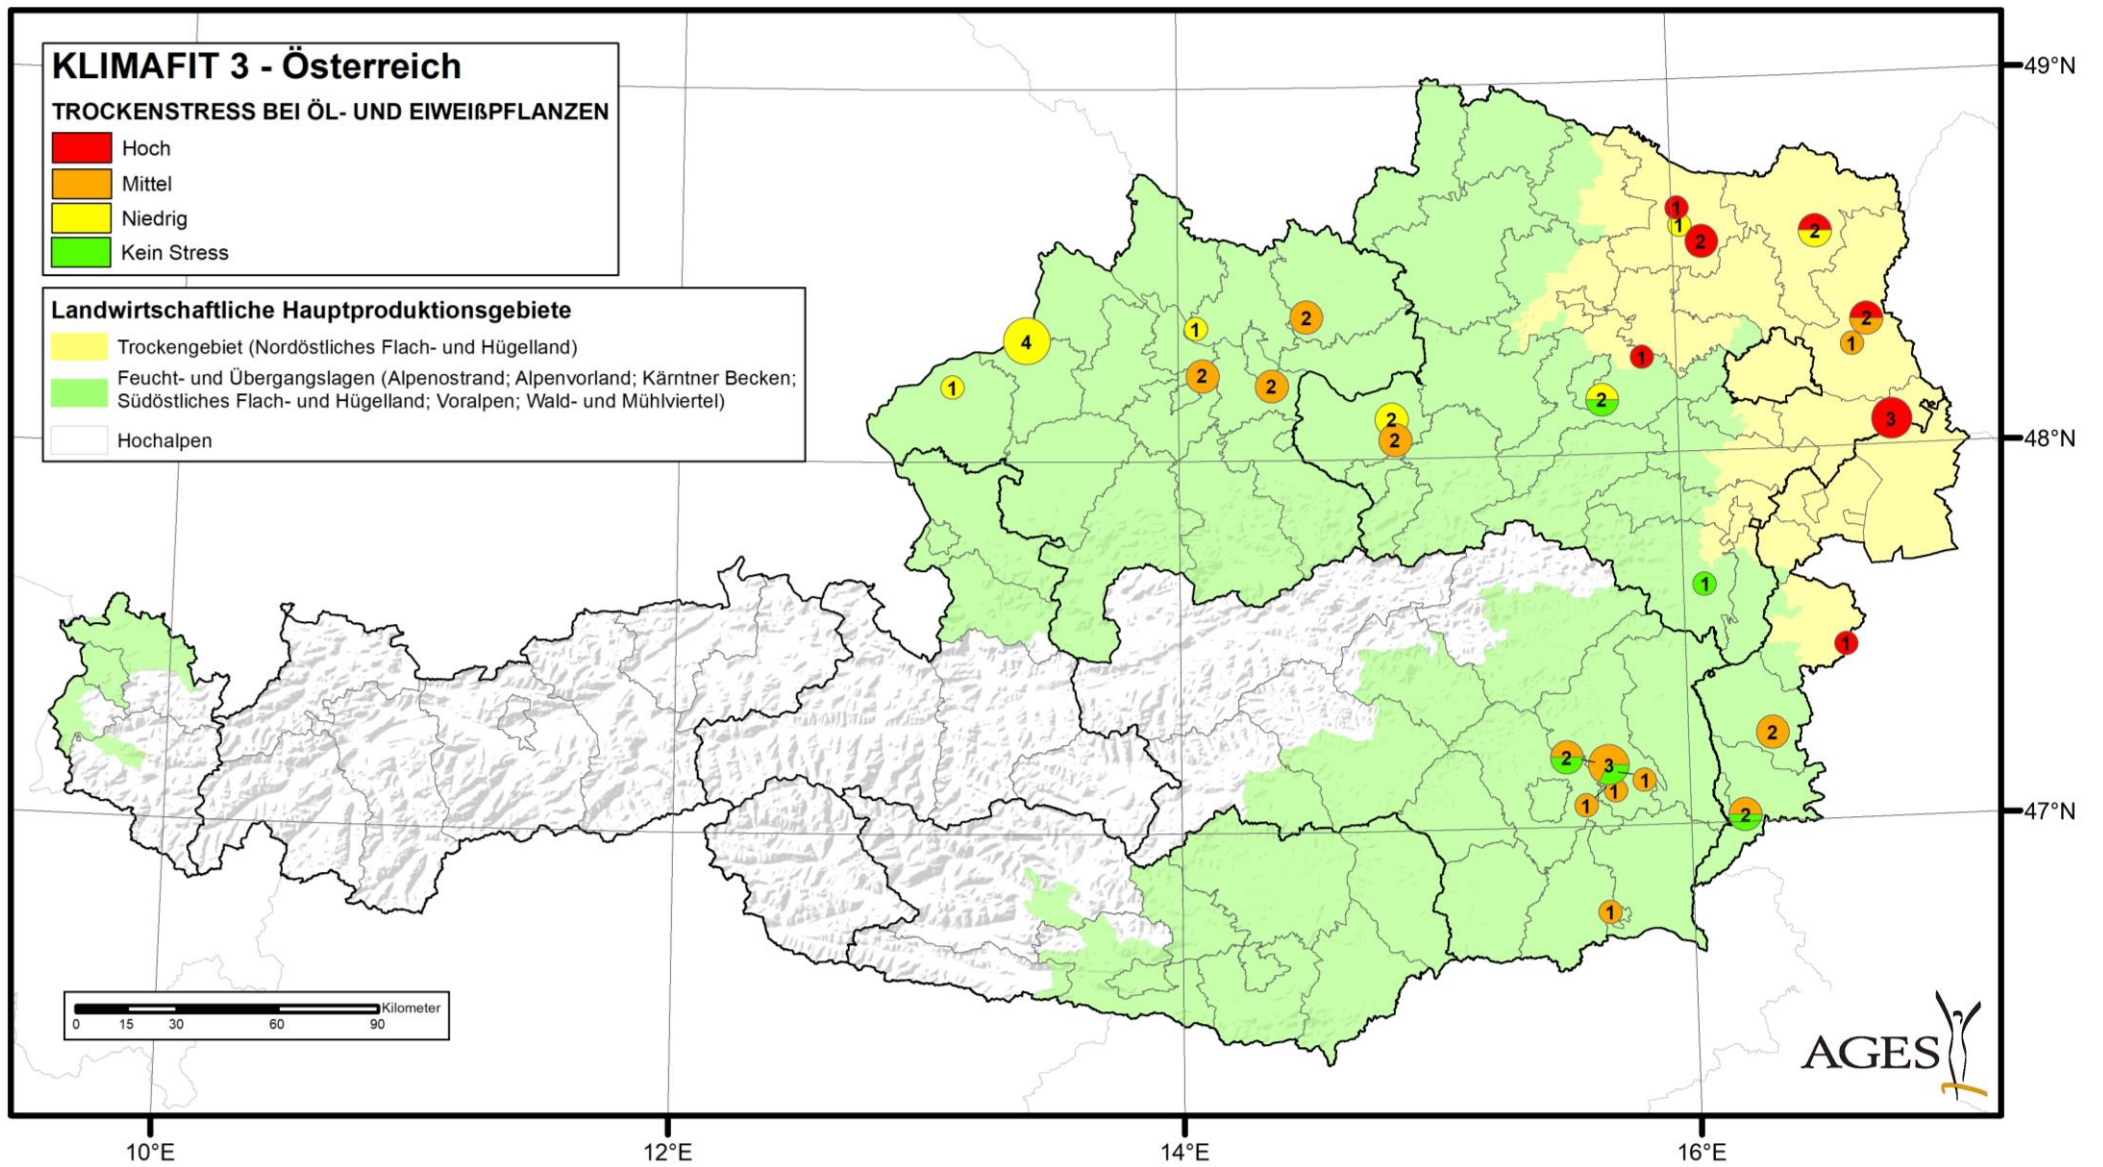 KLIMAFIT 3 - Österreich
TROCKENSTRESS BEI ÖL- UND EIWEIßPFLANZEN
Hoch
Mittel
Niedrig
Kein Stress
Landwirtschaftliche Hauptproduktionsgebiete
Trockengebiet (Nordöstliches Flach- und Hügelland)
Feucht- und Übergangslagen (Alpenostrand; Alpenvorland; Kärntner Becken;
Südöstliches Flach- und Hügelland; Voralpen; Wald- und Mühlviertel)
Hochalpen
49°N
1
1
2
2
2
1
2
1
4
1
1
2
2
2
2
2
3
48°N
1
1
2
2
3
1
1
1
2
47°N
1
Kilometer
0 15 30 60 90
AGES
10°E 12°E 14°E 16°E